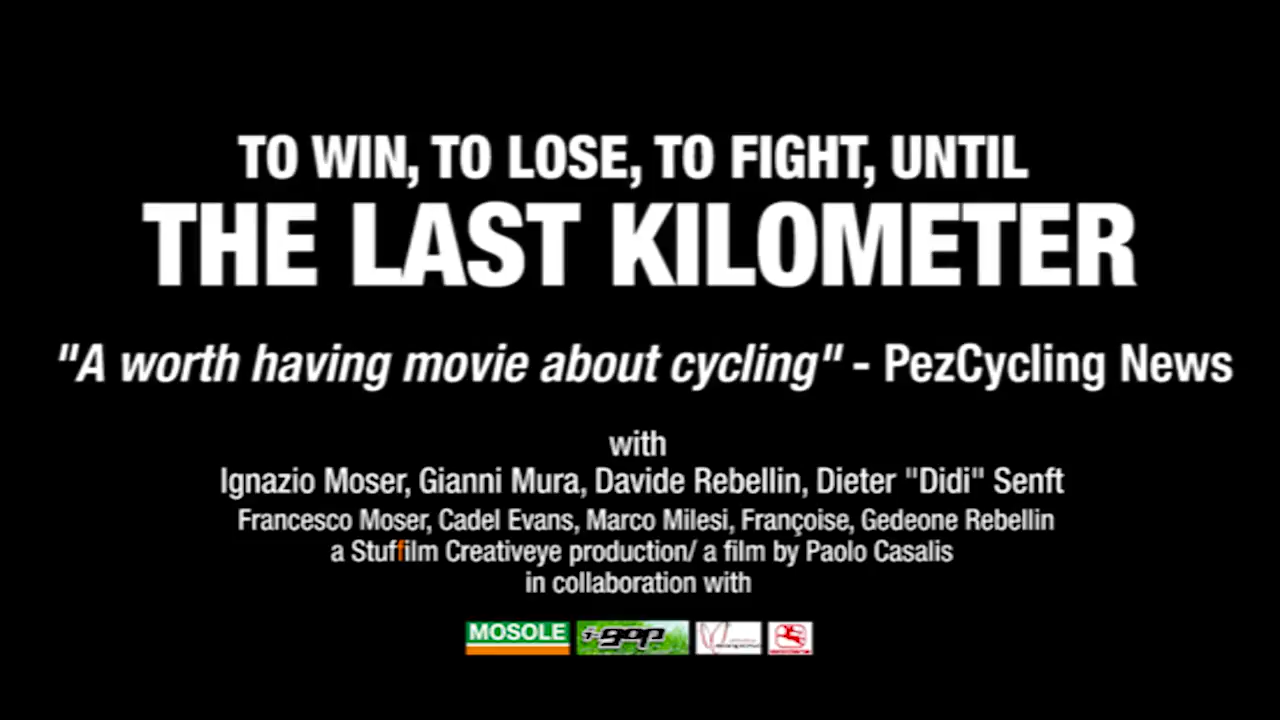 TO WIN, TO LOSE, TO FIGHT, UNTIL
THE LAST KILOMETER
"A worth having movie about cycling" - PezCycling News
with
Ignazio Moser, Gianni Mura, Davide Rebellin, Dieter "Didi" Senft
Francesco Moser, Cadel Evans, Marco Milesi, Françoise, Gedeone Rebellin
a Stuffilm Creativeye production/ a film by Paolo Casalis
in collaboration with
MOSOLE i-gop